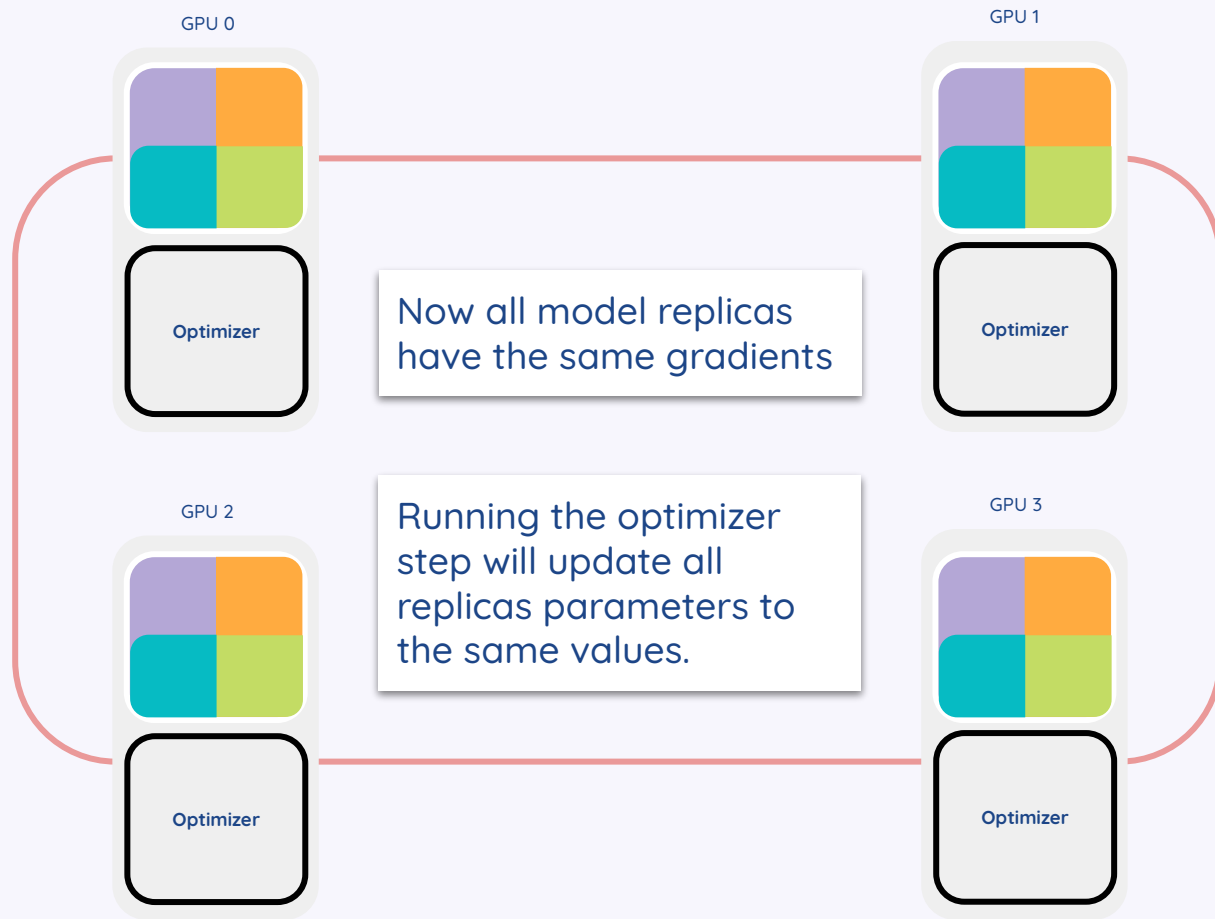 GPU 0
GPU 1
Optimizer
Now all model replicas
have the same gradients
Optimizer
GPU 2
Running the optimizer
step will update all
replicas parameters to
the same values.
GPU 3
Optimizer
Optimizer